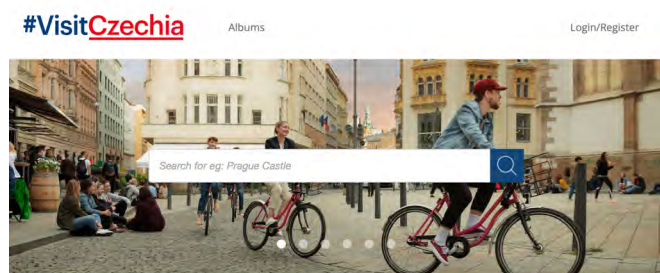 #VisitCzechia
Albums
Login/Register
Search for eg: Prague Castle